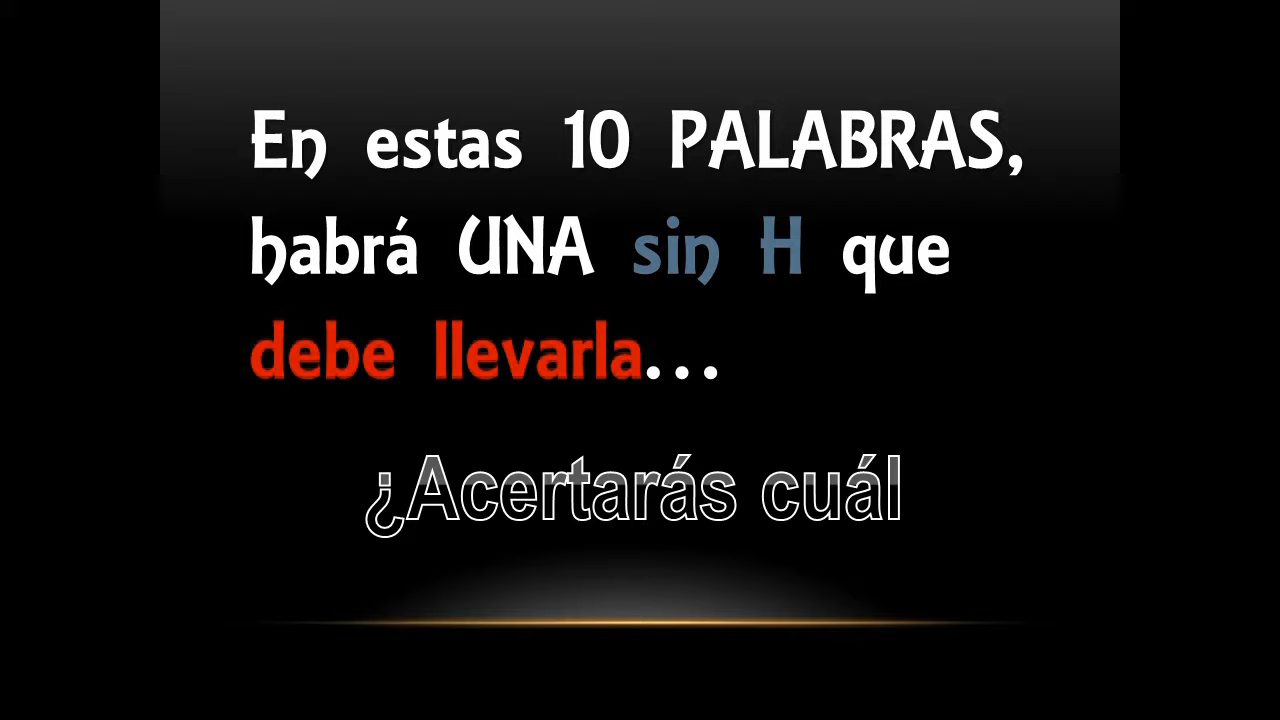 En estas 10 PALABRAS,
habrá UNA sin H que
debe llevarla...
¿Acertarás cuál